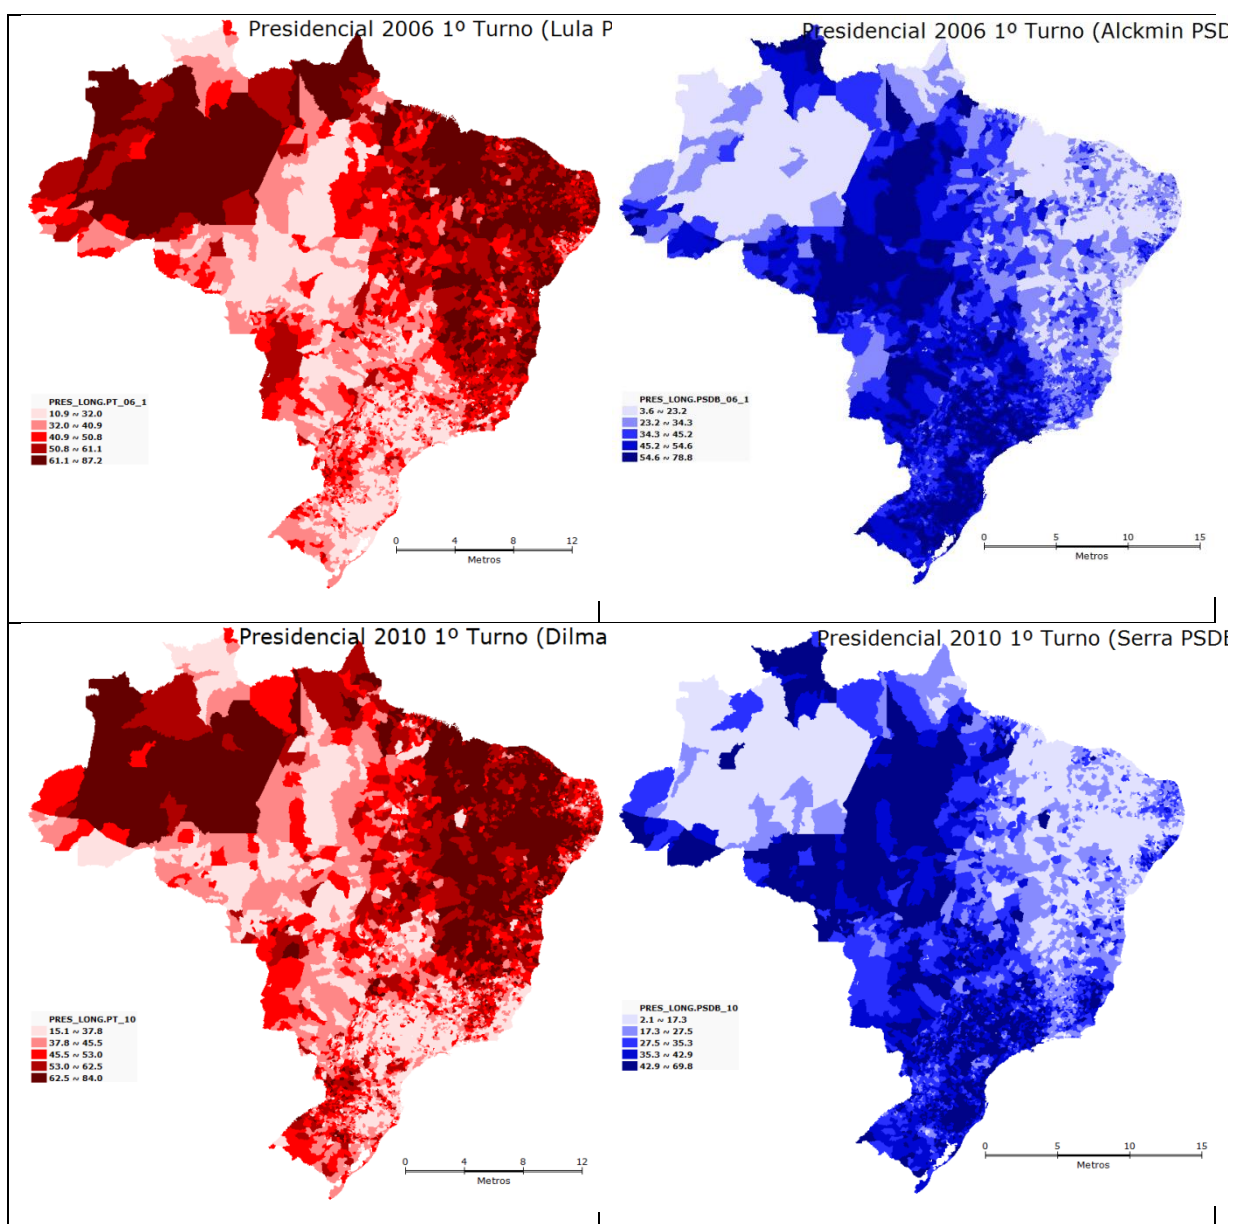 Presidencial 2006 1º Turno (Lula P
PRES_LONG.PT_06_1
10.9 ~ 32.0
32.0 ~ 40.9
40.9 ~ 50.8
50.8 ~ 61.1
61.1 ~ 87.2
0 4 8 12
Metros
Presidencial 2006 1º Turno (Alckmin PSD
PRES_LONG.PSDB_06_1
3.6 ~ 23.2
23.2 ~ 34.3
34.3 ~ 45.2
45.2 ~ 54.6
54.6 ~ 78.8
0 5 10 15
Metros
Presidencial 2010 1º Turno (Dilma
PRES_LONG.PT_10
15.1 ~ 37.8
37.8 ~ 45.5
45.5 ~ 53.0
53.0 ~ 62.5
62.5 ~ 84.0
0 4 8 12
Metros
Presidencial 2010 1º Turno (Serra PSDB
PRES_LONG.PSDB_10
2.1 ~ 17.3
17.3 ~ 27.5
27.5 ~ 35.3
35.3 ~ 42.9
42.9 ~ 69.8
0 5 10 15
Metros